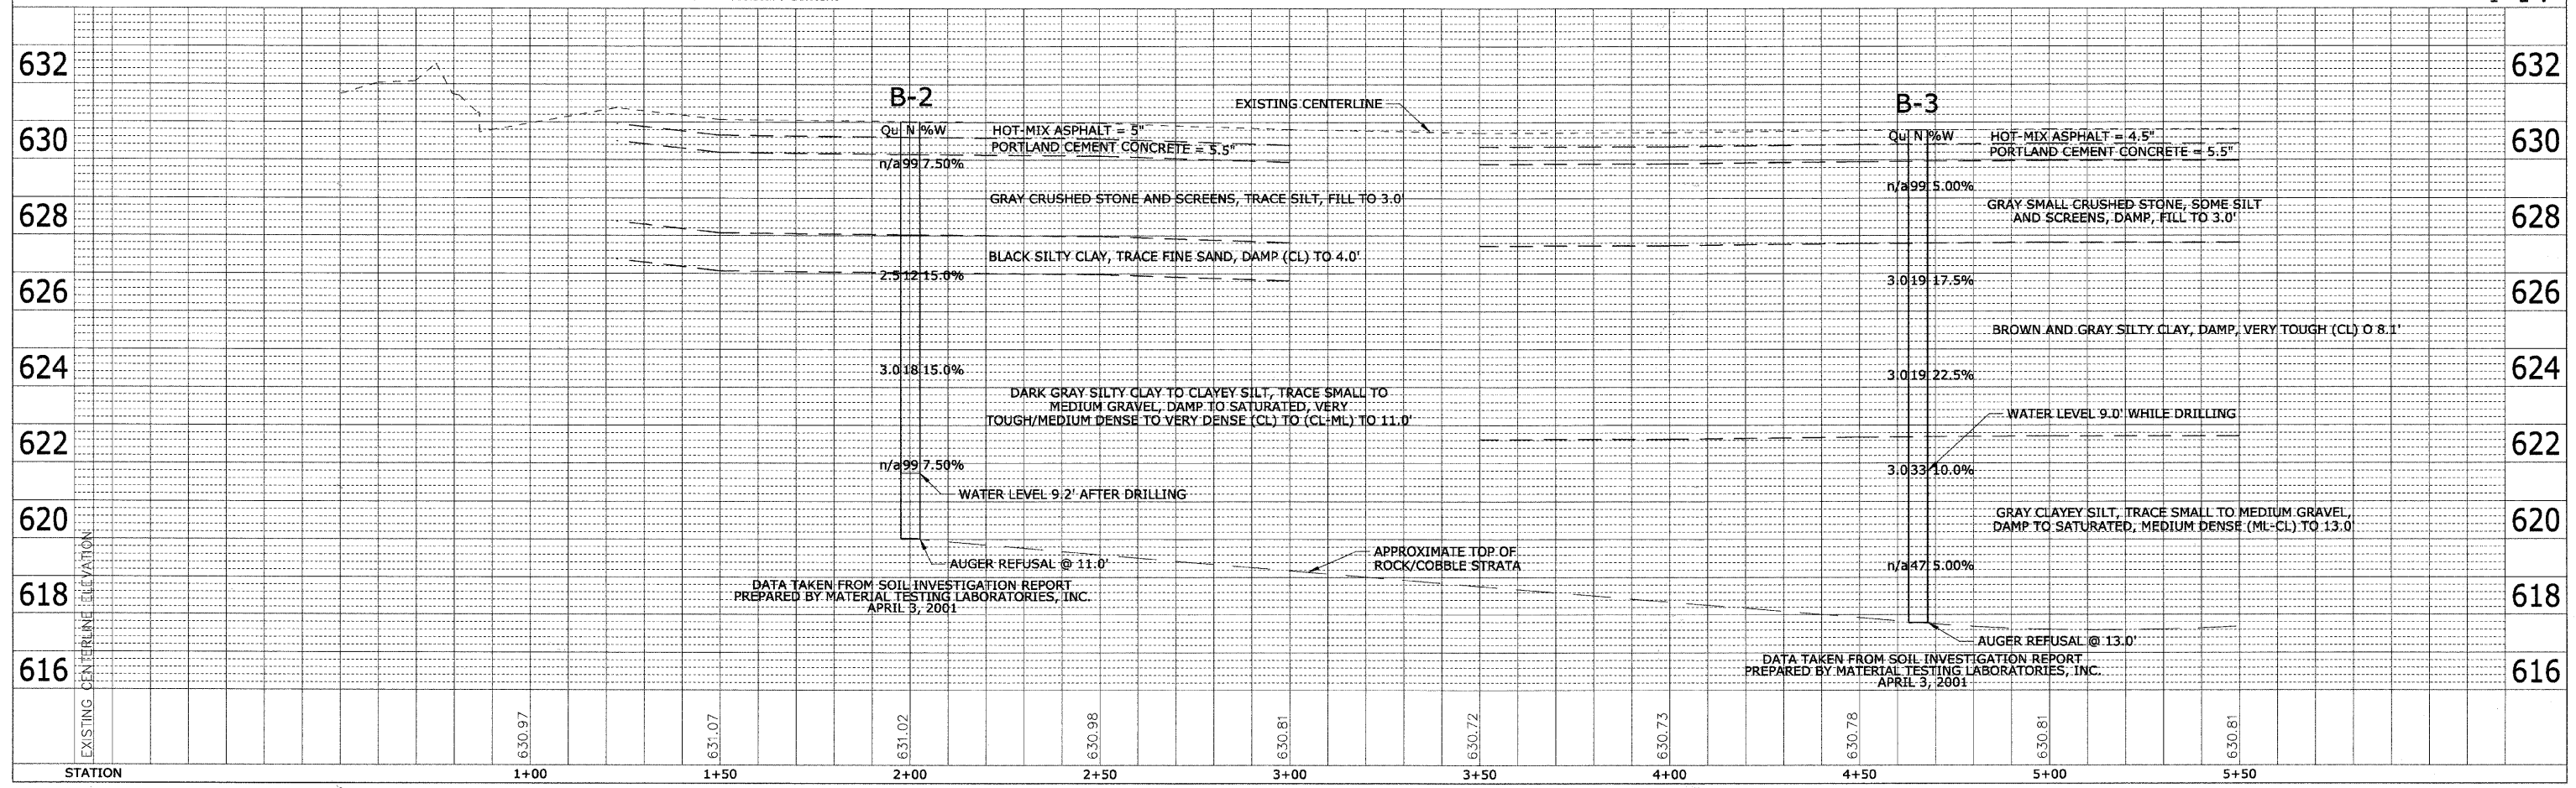 632
630
628
626
624
622
620
618
616
EXISTING CENTERLINE ELEVATION
B-2
Qu N %W
n/a 99 7.50%
2.5 12 15.0%
3.0 18 15.0%
n/a 99 7.50%
HOT-MIX ASPHALT = 5"
PORTLAND CEMENT CONCRETE = 5.5"
GRAY CRUSHED STONE AND SCREENS, TRACE SILT, FILL TO 3.0'
BLACK SILTY CLAY, TRACE FINE SAND, DAMP (CL) TO 4.0'
DARK GRAY SILTY CLAY TO CLAYEY SILT, TRACE SMALL TO
MEDIUM GRAVEL, DAMP TO SATURATED, VERY
TOUGH/MEDIUM DENSE TO VERY DENSE (CL) TO (CL-ML) TO 11.0'
WATER LEVEL 9.2' AFTER DRILLING
AUGER REFUSAL @ 11.0'
DATA TAKEN FROM SOIL INVESTIGATION REPORT
PREPARED BY MATERIAL TESTING LABORATORIES, INC.
APRIL 3, 2001
EXISTING CENTERLINE
APPROXIMATE TOP OF
ROCK/COBBLE STRATA
B-3
Qu N %W
n/a 99 5.00%
3.0 19 17.5%
3.0 19 22.5%
3.0 33 10.0%
n/a 47 5.00%
HOT-MIX ASPHALT = 4.5"
PORTLAND CEMENT CONCRETE = 5.5"
GRAY SMALL CRUSHED STONE, SOME SILT
AND SCREENS, DAMP, FILL TO 3.0'
BROWN AND GRAY SILTY CLAY, DAMP, VERY TOUGH (CL) O 8.1'
WATER LEVEL 9.0' WHILE DRILLING
GRAY CLAYEY SILT, TRACE SMALL TO MEDIUM GRAVEL,
DAMP TO SATURATED, MEDIUM DENSE (ML-CL) TO 13.0'
AUGER REFUSAL @ 13.0'
DATA TAKEN FROM SOIL INVESTIGATION REPORT
PREPARED BY MATERIAL TESTING LABORATORIES, INC.
APRIL 3, 2001
632
630
628
626
624
622
620
618
616
630.97
631.07
631.02
630.98
630.81
630.72
630.73
630.78
630.81
630.81
STATION
1+00
1+50
2+00
2+50
3+00
3+50
4+00
4+50
5+00
5+50